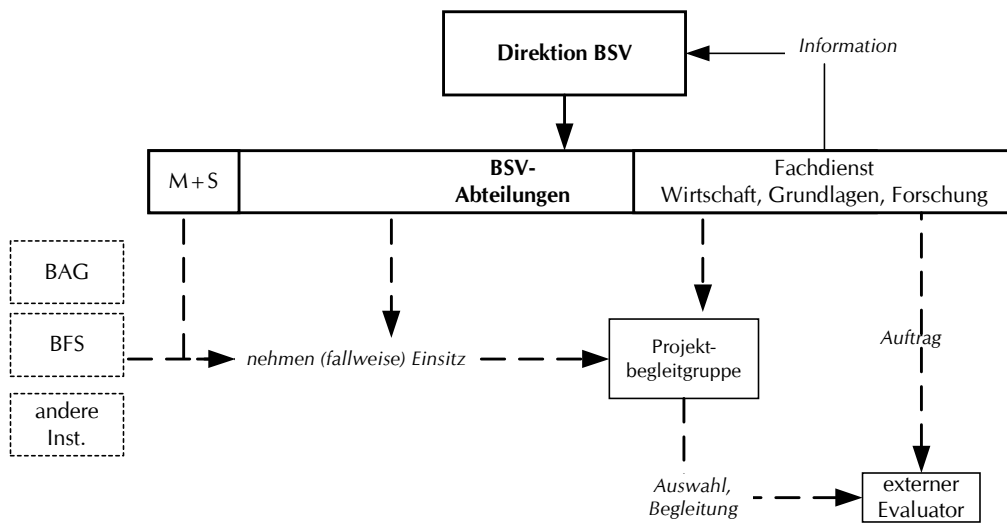 Direktion BSV
Information
M+S
BSV-
Abteilungen
Fachdienst
Wirtschaft, Grundlagen, Forschung
BAG
BFS
andere
Inst.
nehmen (fallweise) Einsitz
Projekt-
begleitgruppe
Auftrag
Auswahl,
Begleitung
externer
Evaluator